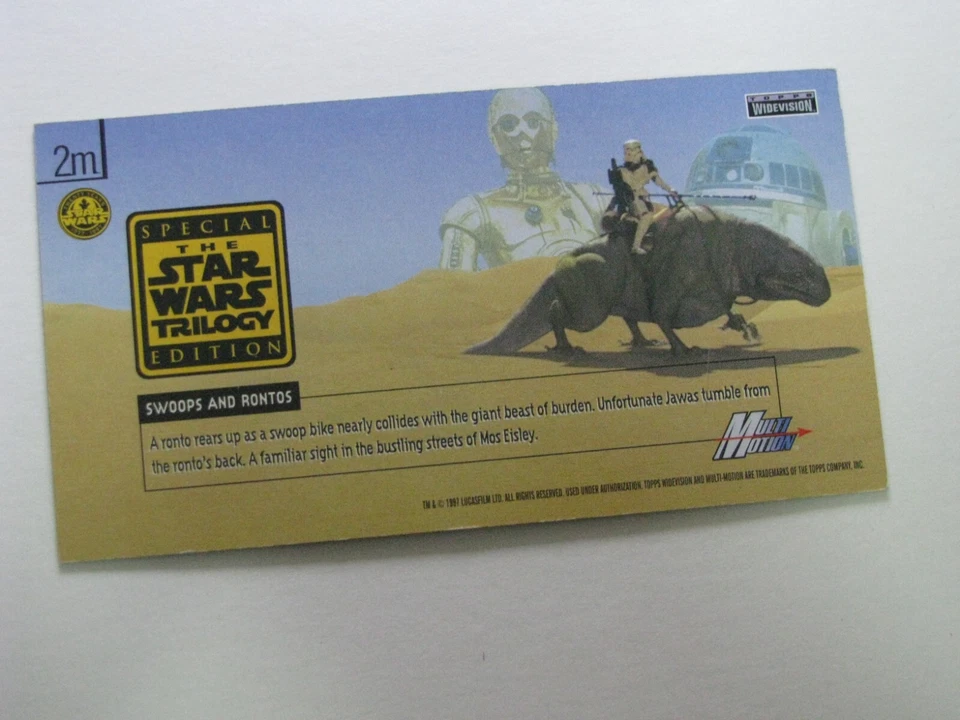 2m
STAR
WARS
TOPPS
WIDEVISION
SPECIAL
THE
STAR
WARS
TRILOGY
EDITION
SWOOPS AND RONTOS
A ronto rears up as a swoop bike nearly collides with the giant beast of burden. Unfortunate Jawas tumble from
the ronto's back. A familiar sight in the bustling streets of Mos Eisley.
MULTI
MOTION
TM & © 1997 LUCASFILM LTD. ALL RIGHTS RESERVED. USED UNDER AUTHORIZATION. TOPPS WIDEVISION AND MULTI-MOTION ARE TRADEMARKS OF THE TOPPS COMPANY, INC.